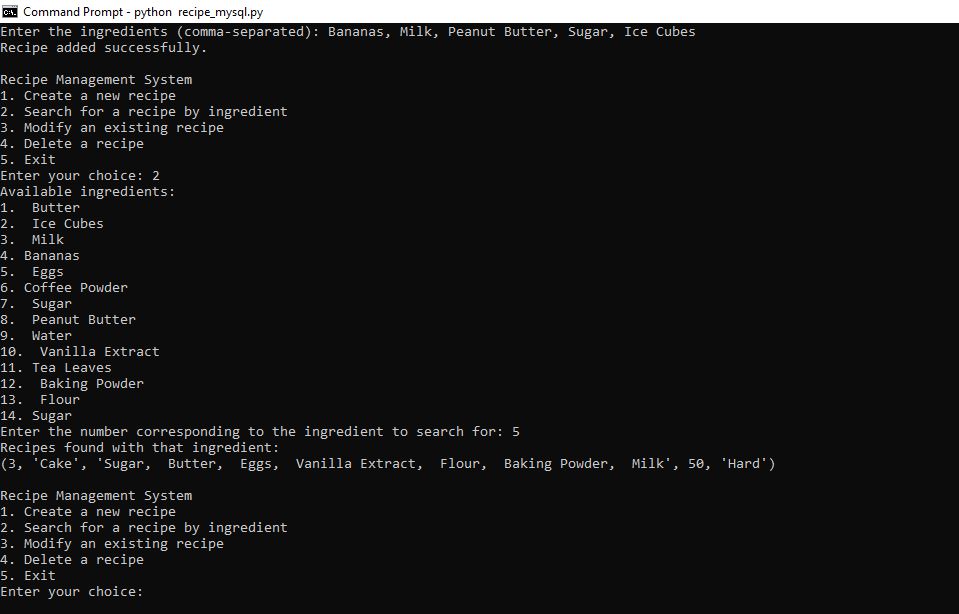 Command Prompt - python  recipe_mysql.py
Enter the ingredients (comma-separated): Bananas, Milk, Peanut Butter, Sugar, Ice Cubes
Recipe added successfully.

Recipe Management System
1. Create a new recipe
2. Search for a recipe by ingredient
3. Modify an existing recipe
4. Delete a recipe
5. Exit
Enter your choice: 2
Available ingredients:
1.  Butter
2.  Ice Cubes
3.  Milk
4. Bananas
5.  Eggs
6. Coffee Powder
7.  Sugar
8.  Peanut Butter
9.  Water
10.  Vanilla Extract
11. Tea Leaves
12.  Baking Powder
13.  Flour
14. Sugar
Enter the number corresponding to the ingredient to search for: 5
Recipes found with that ingredient:
(3, 'Cake', 'Sugar,  Butter,  Eggs,  Vanilla Extract,  Flour,  Baking Powder,  Milk', 50, 'Hard')

Recipe Management System
1. Create a new recipe
2. Search for a recipe by ingredient
3. Modify an existing recipe
4. Delete a recipe
5. Exit
Enter your choice: